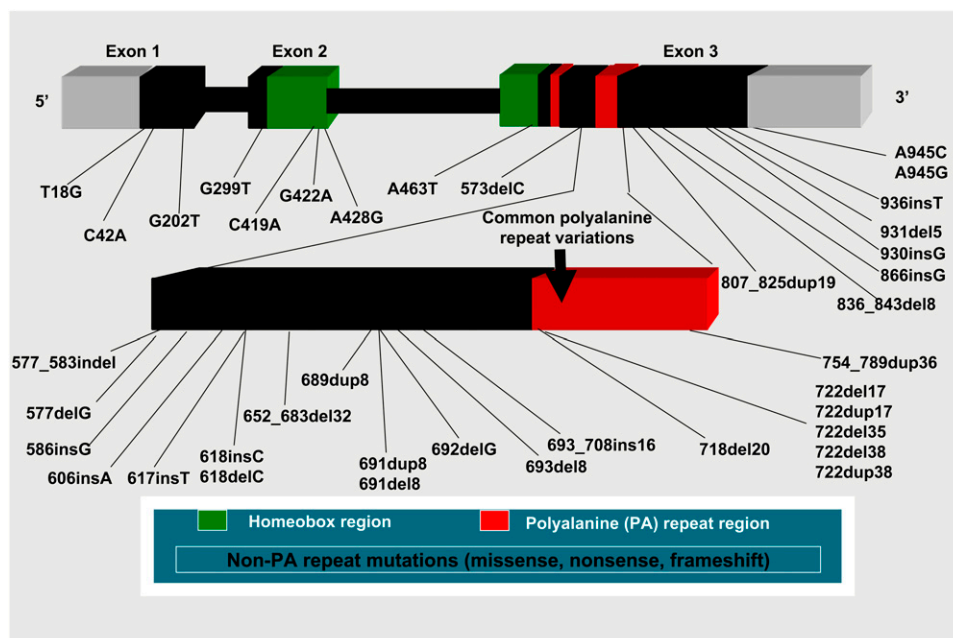 Exon 1
Exon 2
Exon 3
5’
3’
T18G
C42A
G202T
G299T
C419A
G422A
A428G
A463T
573delC
A945C
A945G
936insT
931del5
930insG
866insG
836_843del8
807_825dup19
Common polyalanine
repeat variations
577_583indel
577delG
586insG
606insA
617insT
618insC
618delC
652_683del32
689dup8
691dup8
691del8
692delG
693del8
693_708ins16
718del20
754_789dup36
722del17
722dup17
722del35
722del38
722dup38
Homeobox region
Polyalanine (PA) repeat region
Non-PA repeat mutations (missense, nonsense, frameshift)